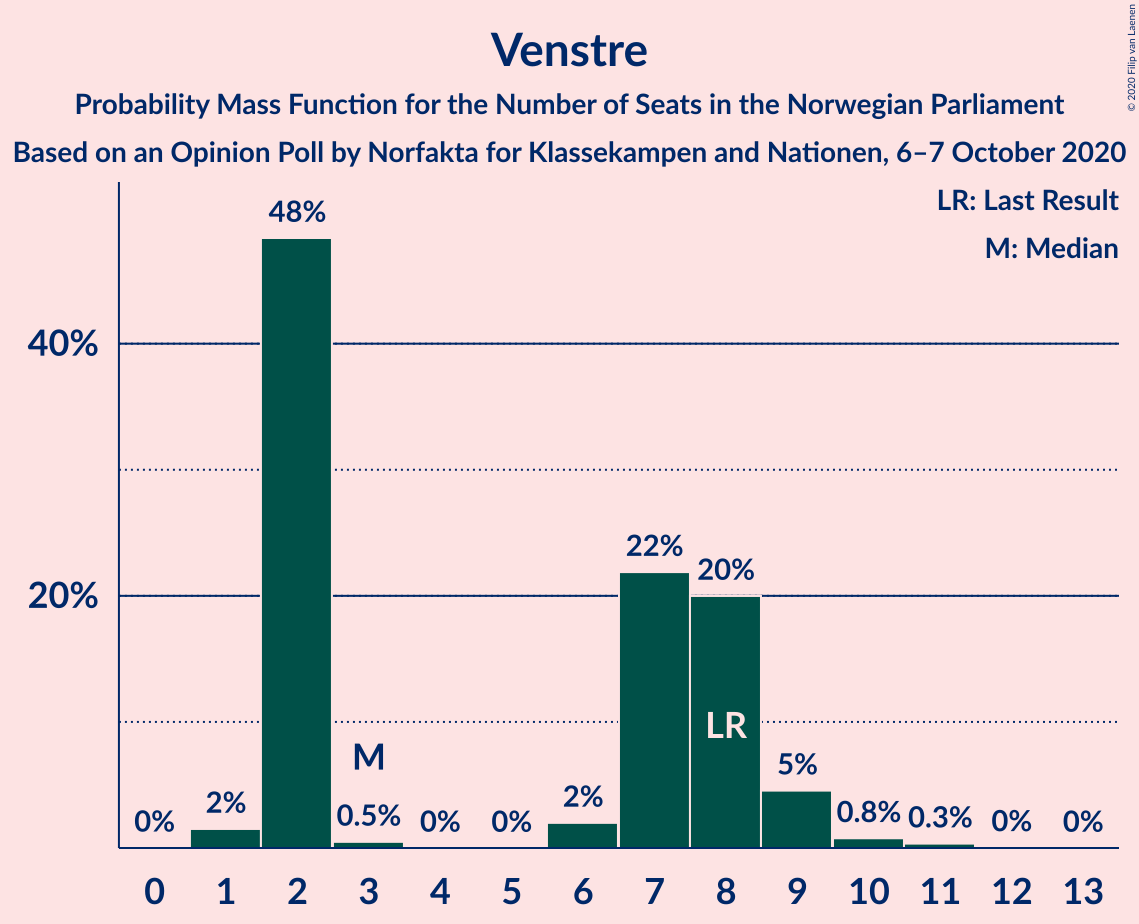 Venstre
Probability Mass Function for the Number of Seats in the Norwegian Parliament
Based on an Opinion Poll by Norfakta for Klassekampen and Nationen, 6–7 October 2020
© 2020 Filip van Laenen
LR: Last Result
M: Median
48%
40%
22%
20%
20%
LR
M
5%
2%
2%
0.8%
0.5%
0.3%
0%
0%
0%
0%
0%
0 1 2 3 4 5 6 7 8 9 10 11 12 13